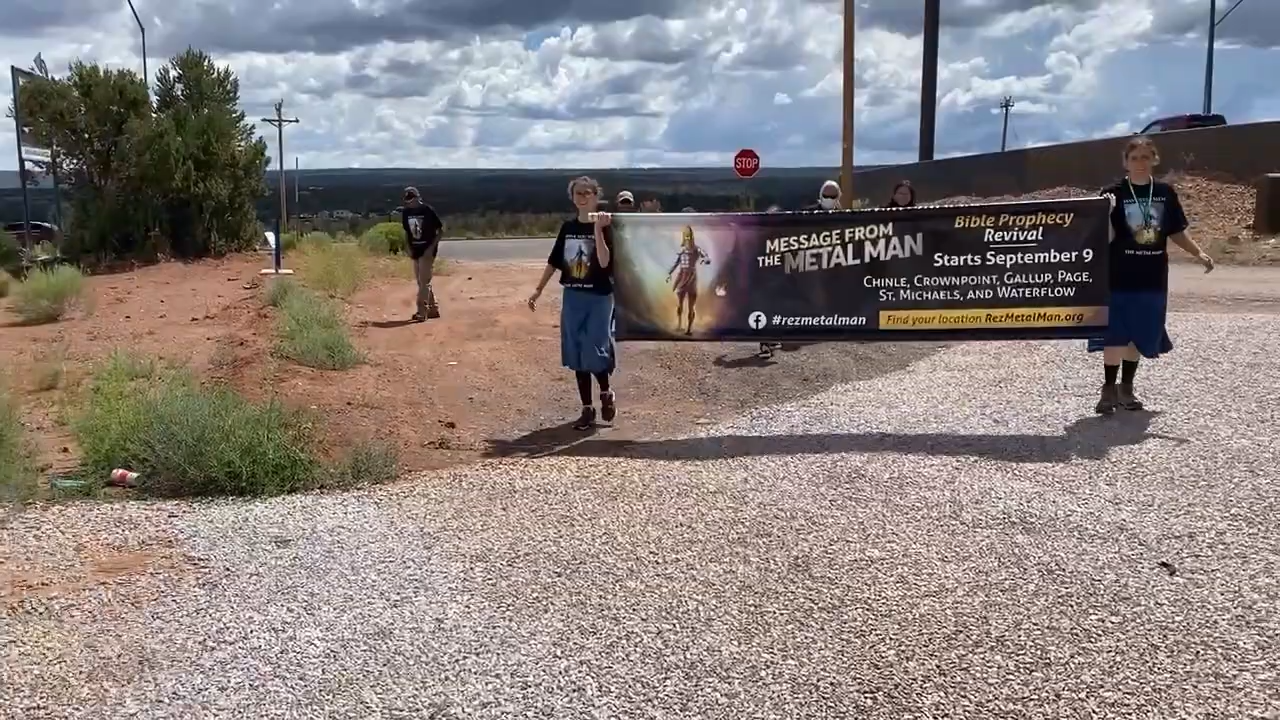 STOP
MESSAGE FROM
THE METAL MAN
#rezmetalman
Bible Prophecy
Revival
Starts September 9
CHINLE, CROWNPOINT, GALLUP, PAGE,
ST. MICHAELS, AND WATERFLOW
Find your location RezMetalMan.org